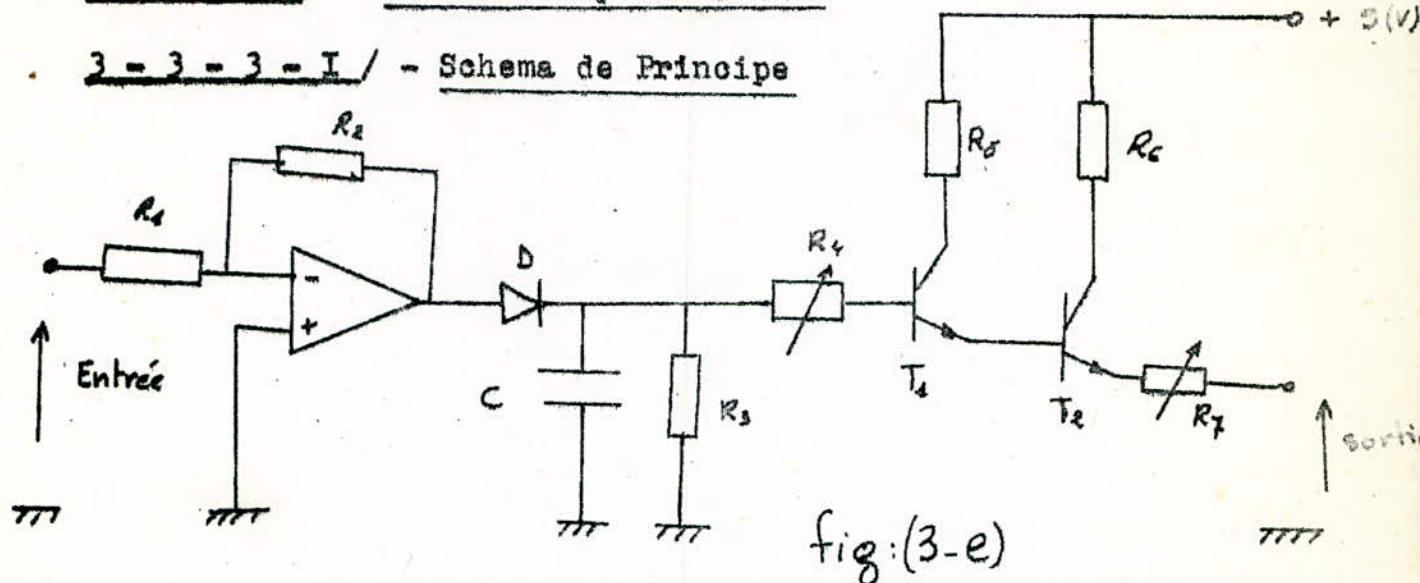 + 5(V)
3 - 3 - 3 - I / - Schema de Principe
R2
R5
R6
R1
D
R4
-
+
Entrée
C
R3
T1
T2
R7
sortie
fig:(3-e)